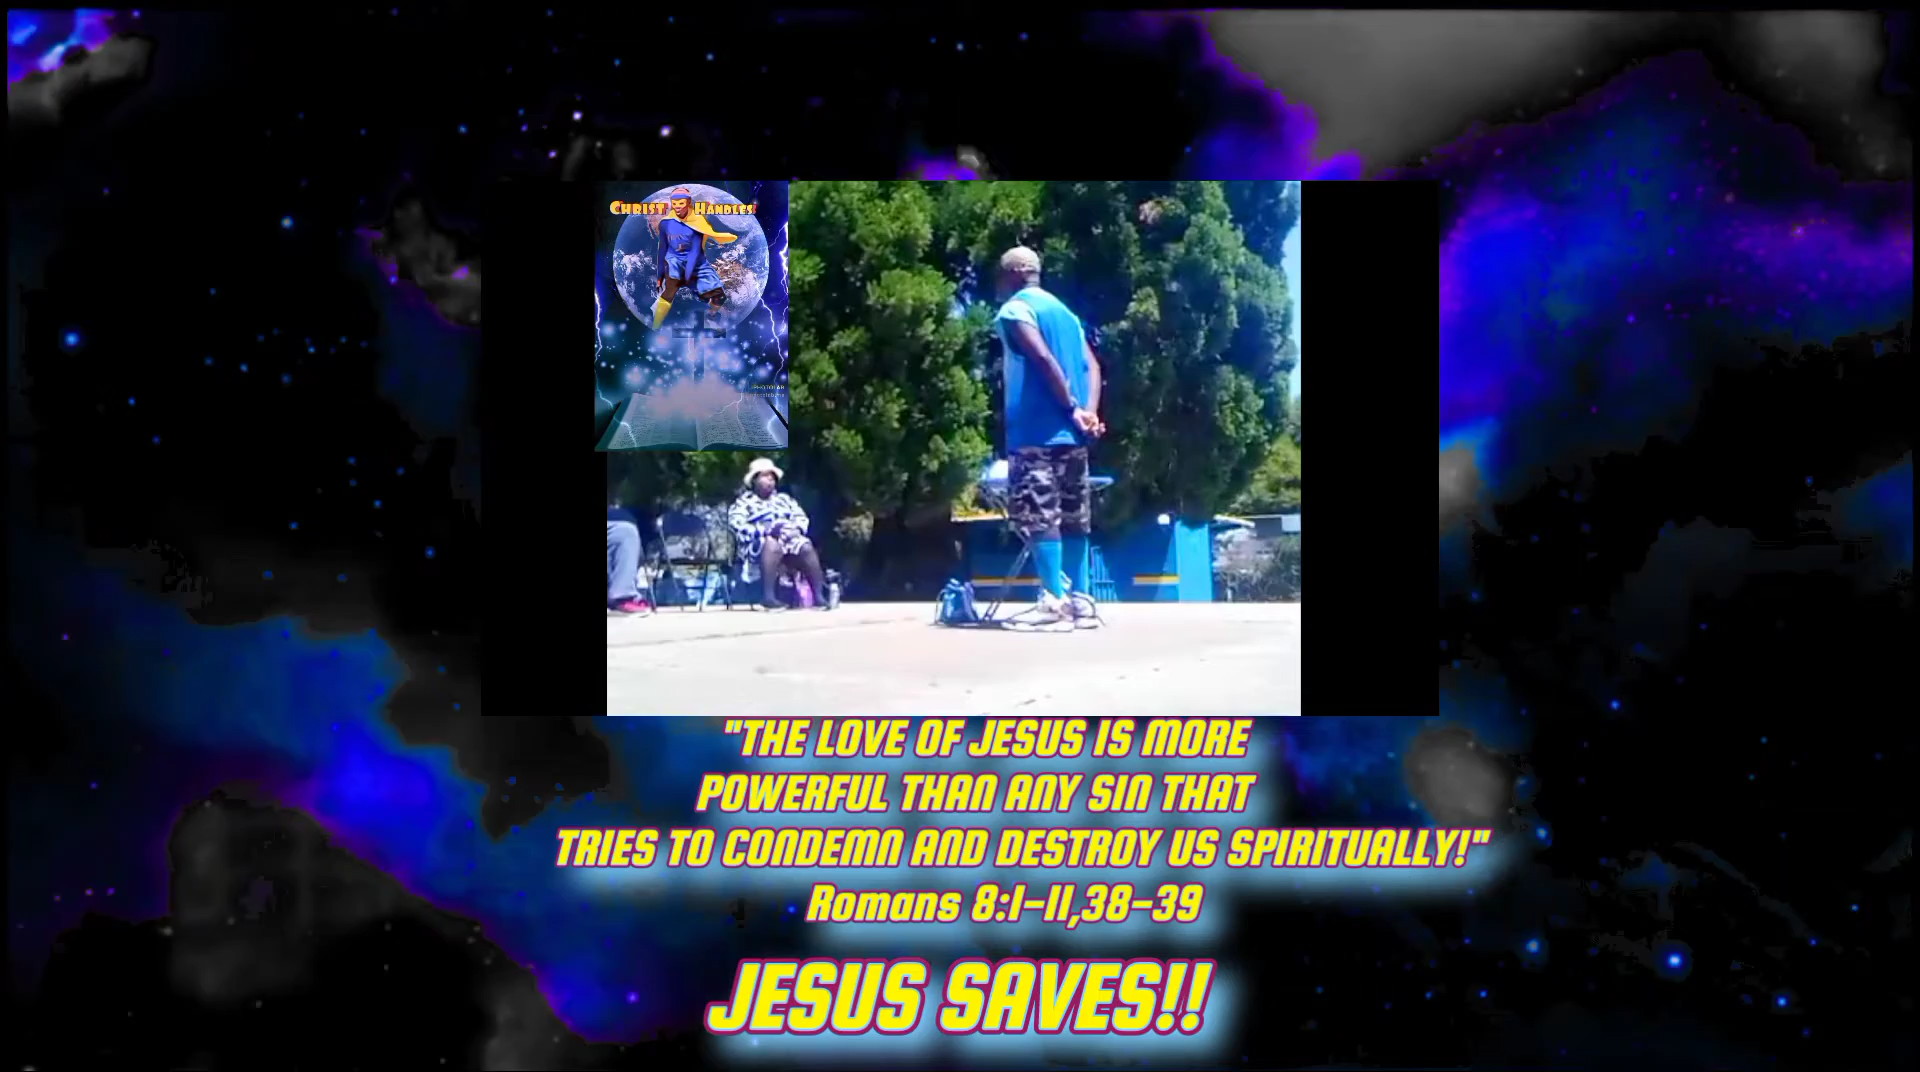 CHRIST HANDLES
"THE LOVE OF JESUS IS MORE
POWERFUL THAN ANY SIN THAT
TRIES TO CONDEMN AND DESTROY US SPIRITUALLY!"
Romans 8:1-11,38-39
JESUS SAVES!!